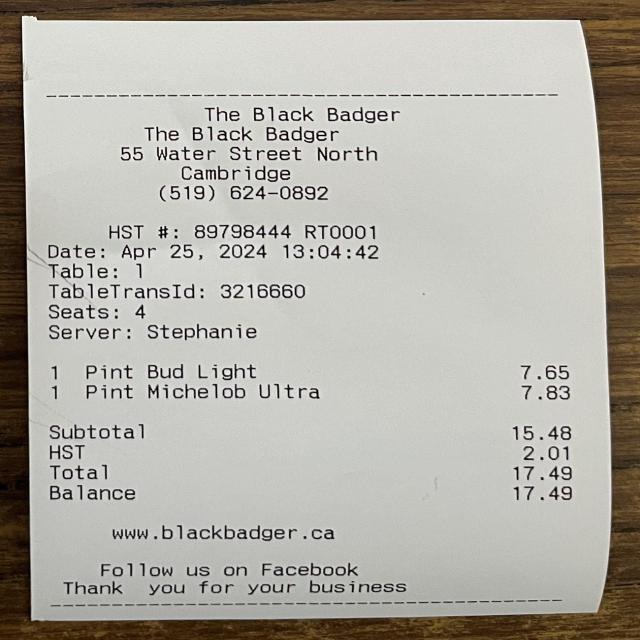 The Black Badger
The Black Badger
55 Water Street North
Cambridge
(519) 624-0892
HST #: 89798444 RT0001
Date: Apr 25, 2024 13:04:42
Table: 1
TableTransId: 3216660
Seats: 4
Server: Stephanie
1 Pint Bud Light 7.65
1 Pint Michelob Ultra 7.83
Subtotal 15.48
HST 2.01
Total 17.49
Balance 17.49
www.blackbadger.ca
Follow us on Facebook
Thank you for your business